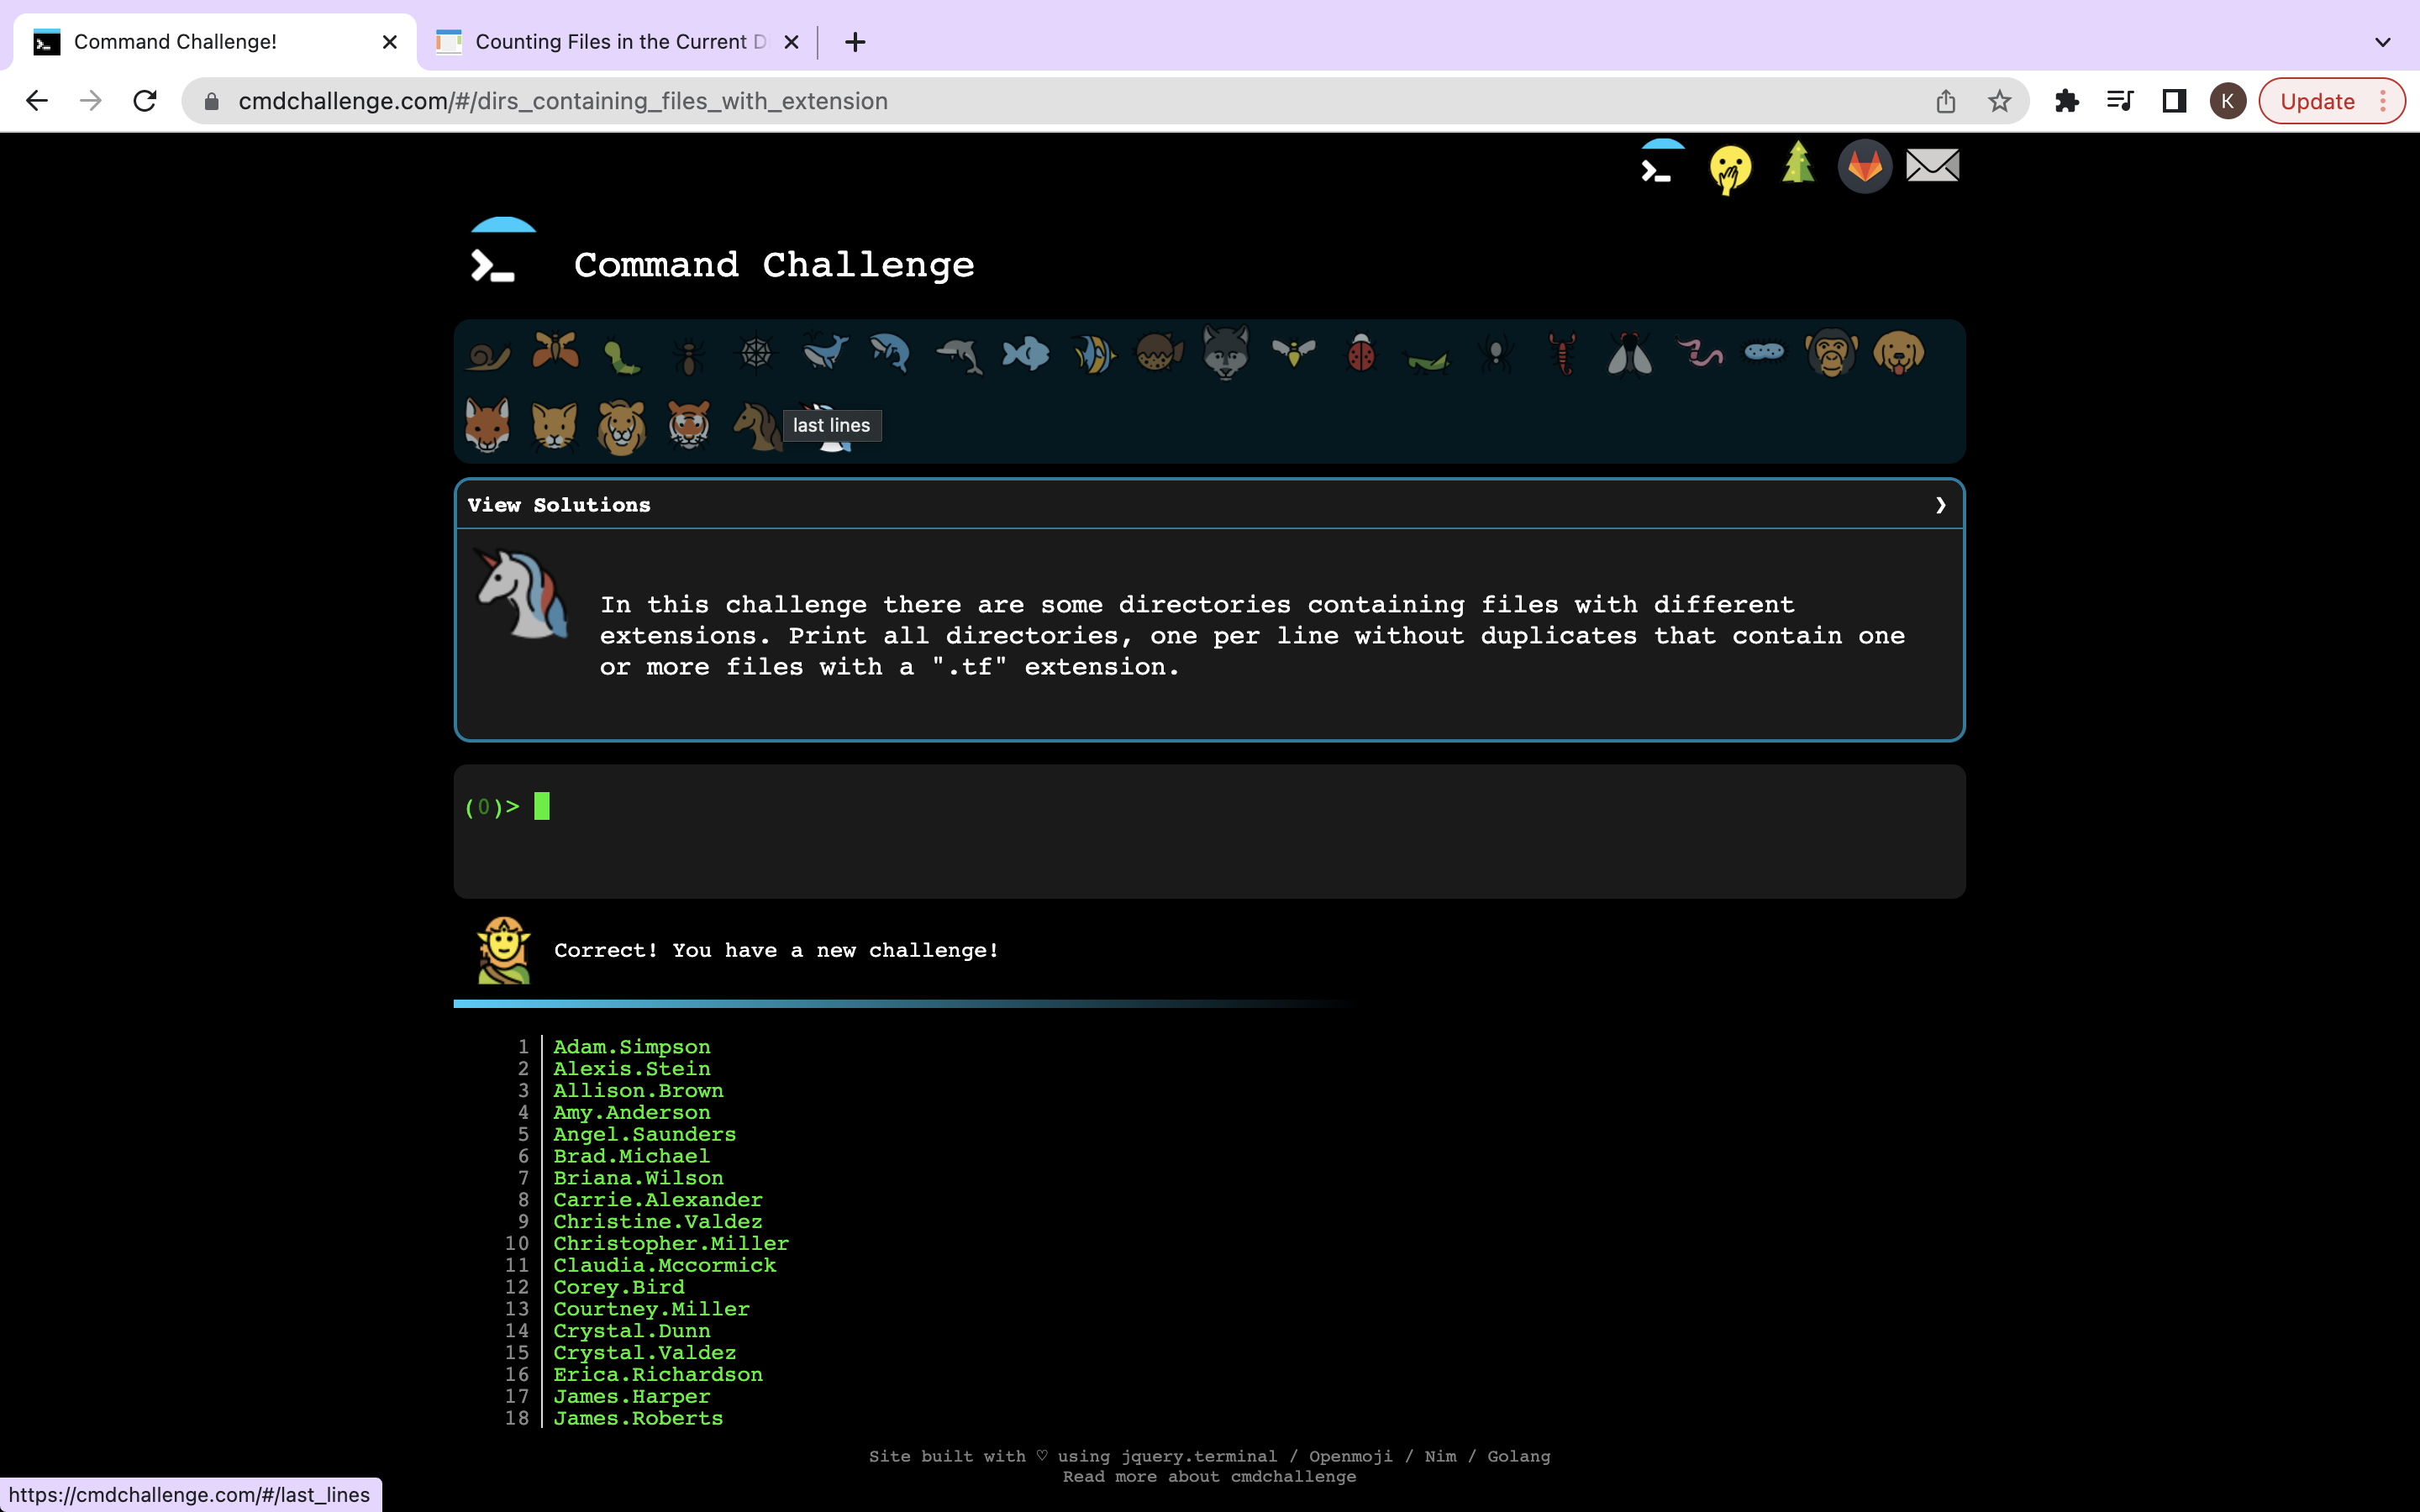 Command Challenge!
Counting Files in the Current D
cmdchallenge.com/#/dirs_containing_files_with_extension
K
Update
Command Challenge
last lines
View Solutions
In this challenge there are some directories containing files with different
extensions. Print all directories, one per line without duplicates that contain one
or more files with a ".tf" extension.
(0)>
Correct! You have a new challenge!
1 Adam.Simpson
2 Alexis.Stein
3 Allison.Brown
4 Amy.Anderson
5 Angel.Saunders
6 Brad.Michael
7 Briana.Wilson
8 Carrie.Alexander
9 Christine.Valdez
10 Christopher.Miller
11 Claudia.Mccormick
12 Corey.Bird
13 Courtney.Miller
14 Crystal.Dunn
15 Crystal.Valdez
16 Erica.Richardson
17 James.Harper
18 James.Roberts
Site built with ♡ using jquery.terminal / Openmoji / Nim / Golang
Read more about cmdchallenge
https://cmdchallenge.com/#/last_lines